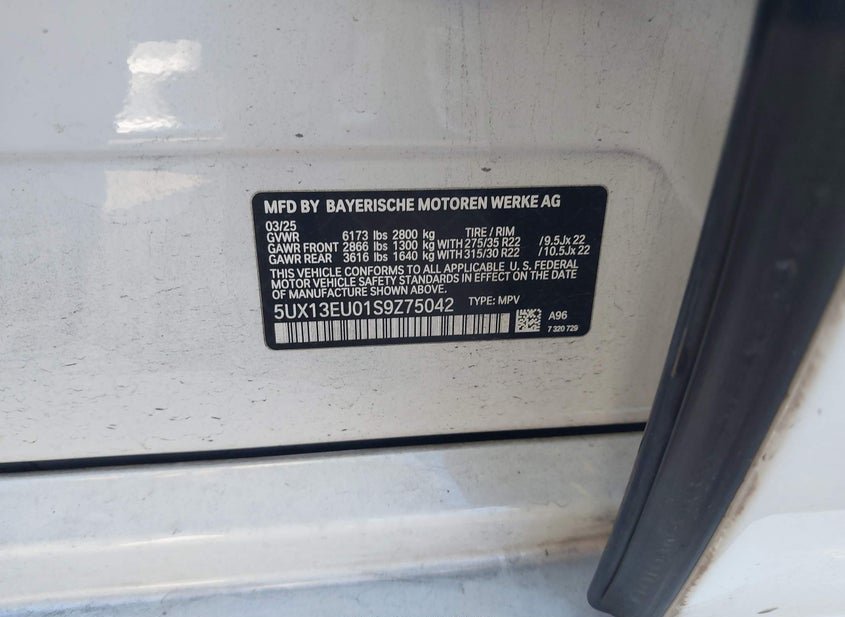 MFD BY BAYERISCHE MOTOREN WERKE AG
03/25
GVWR 6173 lbs 2800 kg TIRE / RIM
GAWR FRONT 2866 lbs 1300 kg WITH 275/35 R22 / 9.5Jx 22
GAWR REAR 3616 lbs 1640 kg WITH 315/30 R22 / 10.5Jx 22
THIS VEHICLE CONFORMS TO ALL APPLICABLE U. S. FEDERAL
MOTOR VEHICLE SAFETY STANDARDS IN EFFECT ON THE DATE
OF MANUFACTURE SHOWN ABOVE.
5UX13EU01S9Z75042 TYPE: MPV
A96
7 320 729